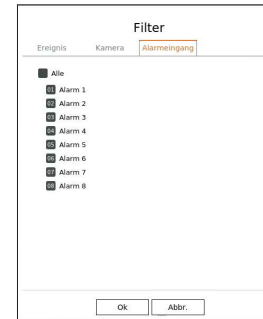 Filter
Ereignis Kamera Alarmeingang
Alle
01 Alarm 1
02 Alarm 2
03 Alarm 3
04 Alarm 4
05 Alarm 5
06 Alarm 6
07 Alarm 7
08 Alarm 8
Ok Abbr.